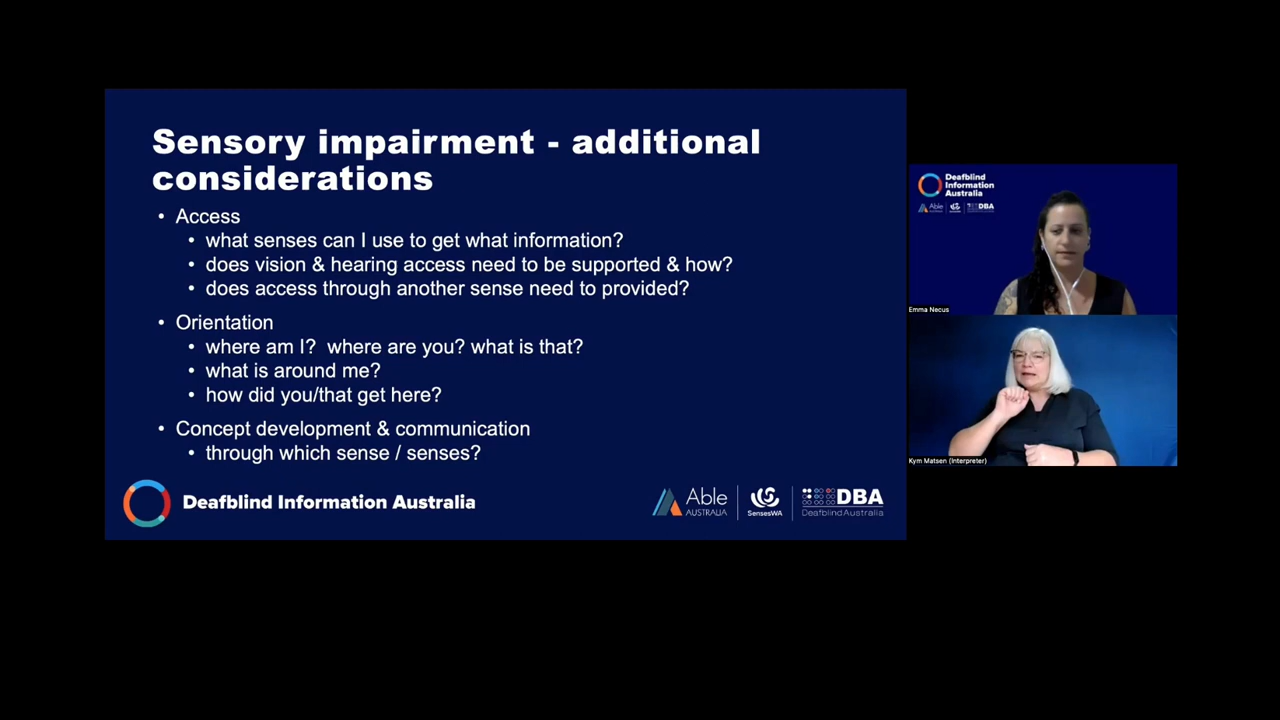 Sensory impairment - additional
considerations
• Access
• what senses can I use to get what information?
• does vision & hearing access need to be supported & how?
• does access through another sense need to provided?
• Orientation
• where am I?  where are you? what is that?
• what is around me?
• how did you/that get here?
• Concept development & communication
• through which sense / senses?
Deafblind Information Australia
Able
AUSTRALIA
SensesWA
DBA
DeafblindAustralia
Deafblind
Information
Australia
Able
DBA
Emma Necus
Kym Matsen (Interpreter)